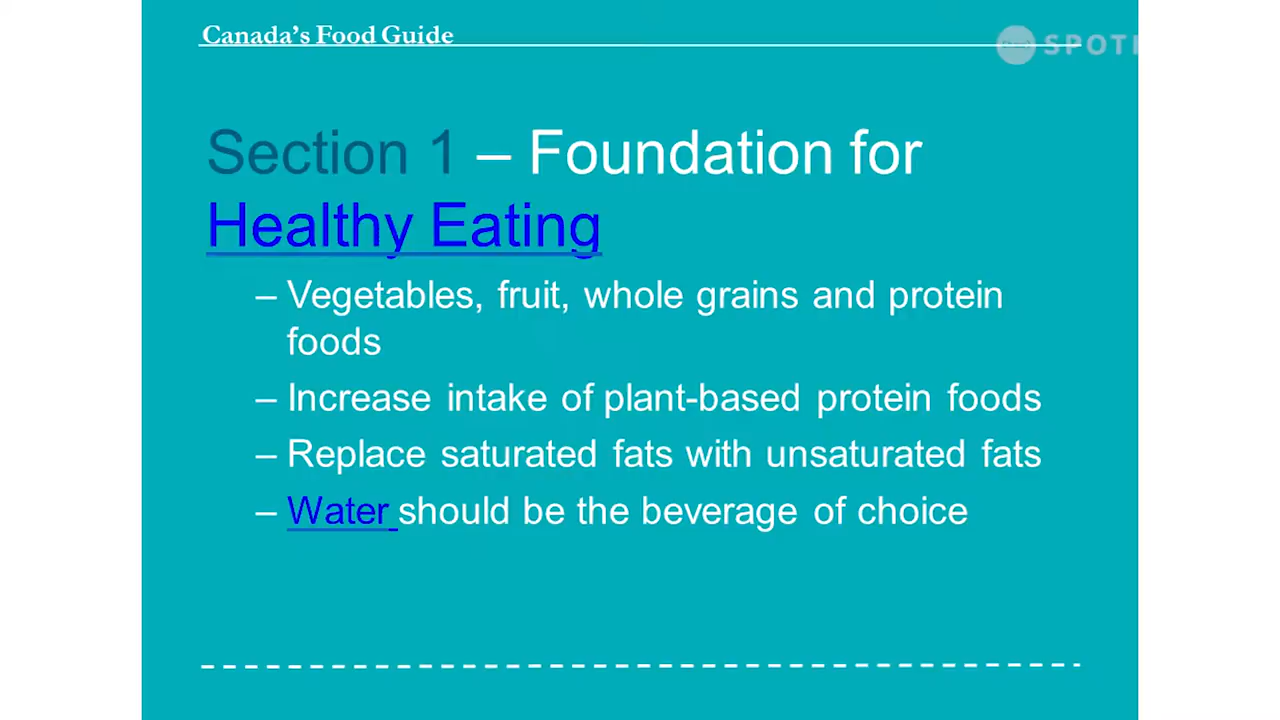 Canada's Food Guide
SPOTI
Section 1 – Foundation for
Healthy Eating
– Vegetables, fruit, whole grains and protein
foods
– Increase intake of plant-based protein foods
– Replace saturated fats with unsaturated fats
– Water should be the beverage of choice